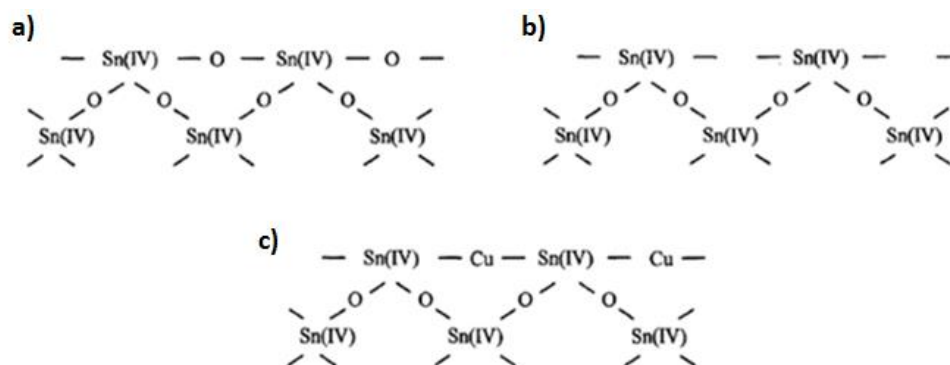 a)
Sn(IV) — O — Sn(IV) — O —
O O O O
Sn(IV) Sn(IV) Sn(IV)
b)
Sn(IV) Sn(IV)
O O O O
Sn(IV) Sn(IV) Sn(IV)
c)
Sn(IV) — Cu — Sn(IV) — Cu —
O O O O
Sn(IV) Sn(IV) Sn(IV)